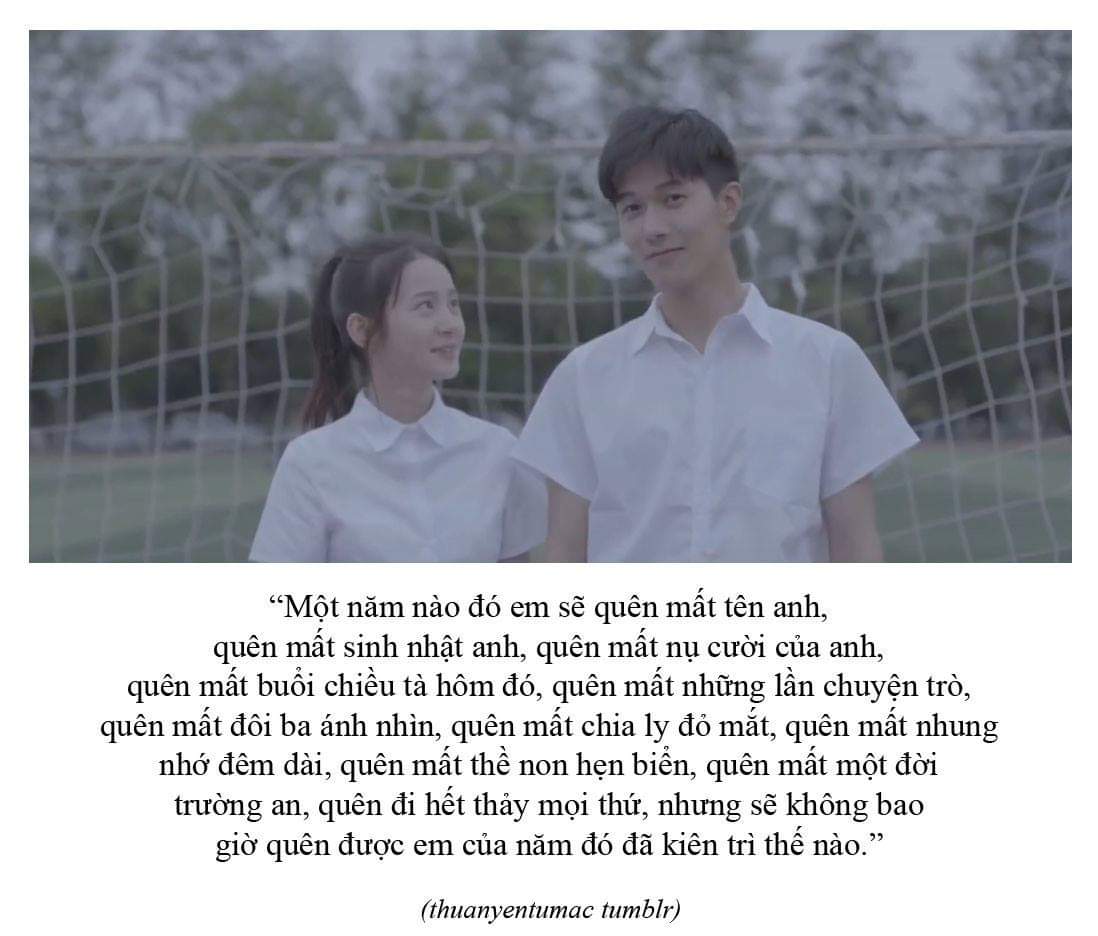 “Một năm nào đó em sẽ quên mất tên anh,
quên mất sinh nhật anh, quên mất nụ cười của anh,
quên mất buổi chiều tà hôm đó, quên mất những lần chuyện trò,
quên mất đôi ba ánh nhìn, quên mất chia ly đỏ mắt, quên mất nhung
nhớ đêm dài, quên mất thề non hẹn biển, quên mất một đời
trường an, quên đi hết thảy mọi thứ, nhưng sẽ không bao
giờ quên được em của năm đó đã kiên trì thế nào.”
(thuanyentumac tumblr)